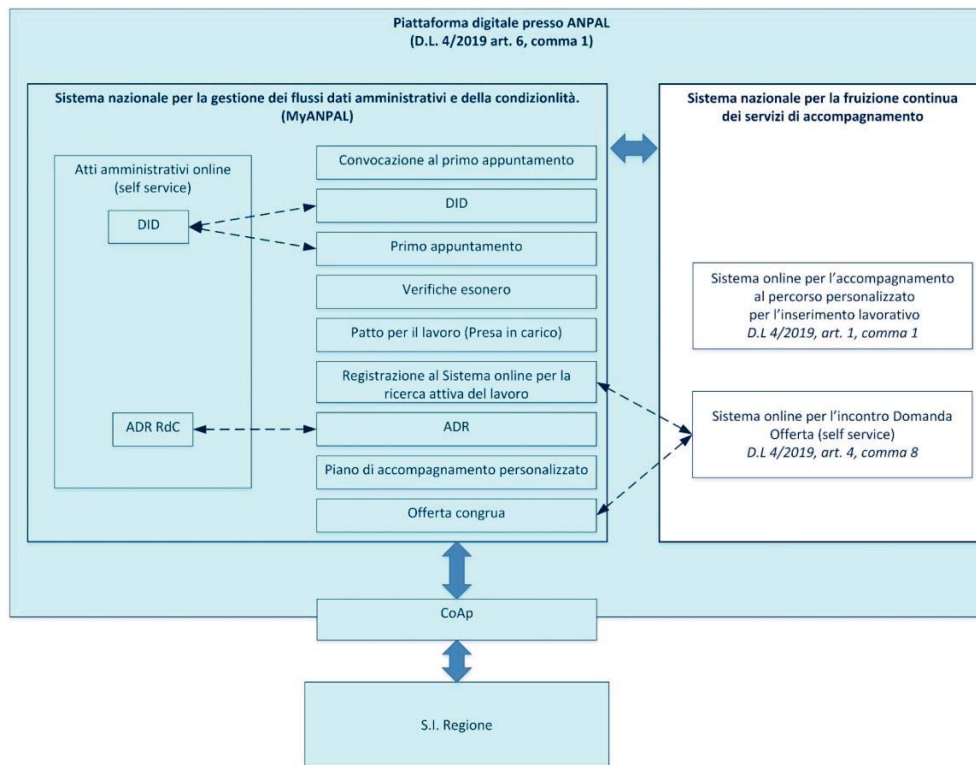 Piattaforma digitale presso ANPAL
(D.L. 4/2019 art. 6, comma 1)
Sistema nazionale per la gestione dei flussi dati amministrativi e della condizionlità.
(MyANPAL)
Atti amministrativi online
(self service)
DID
ADR RdC
Convocazione al primo appuntamento
DID
Primo appuntamento
Verifiche esonero
Patto per il lavoro (Presa in carico)
Registrazione al Sistema online per la
ricerca attiva del lavoro
ADR
Piano di accompagnamento personalizzato
Offerta congrua
Sistema nazionale per la fruizione continua
dei servizi di accompagnamento
Sistema online per l'accompagnamento
al percorso personalizzato
per l'inserimento lavorativo
D.L 4/2019, art. 1, comma 1
Sistema online per l'incontro Domanda
Offerta (self service)
D.L 4/2019, art. 4, comma 8
CoAp
S.I. Regione